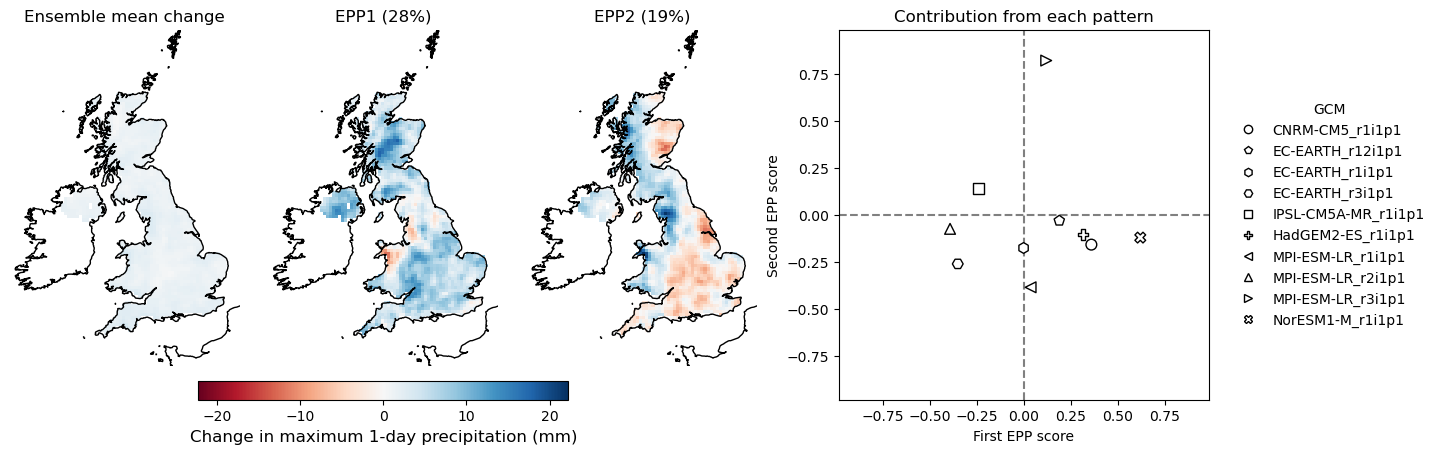 Ensemble mean change
EPP1 (28%)
EPP2 (19%)
Contribution from each pattern
−20
−10
0
10
20
Change in maximum 1-day precipitation (mm)
Second EPP score
0.75
0.50
0.25
0.00
−0.25
−0.50
−0.75
−0.75
−0.50
−0.25
0.00
0.25
0.50
0.75
First EPP score
GCM
CNRM-CM5_r1i1p1
EC-EARTH_r12i1p1
EC-EARTH_r1i1p1
EC-EARTH_r3i1p1
IPSL-CM5A-MR_r1i1p1
HadGEM2-ES_r1i1p1
MPI-ESM-LR_r1i1p1
MPI-ESM-LR_r2i1p1
MPI-ESM-LR_r3i1p1
NorESM1-M_r1i1p1